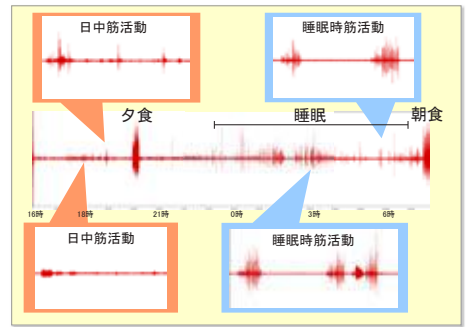 日中筋活動
睡眠時筋活動
夕食
睡眠
朝食
16時
18時
21時
0時
3時
6時
日中筋活動
睡眠時筋活動